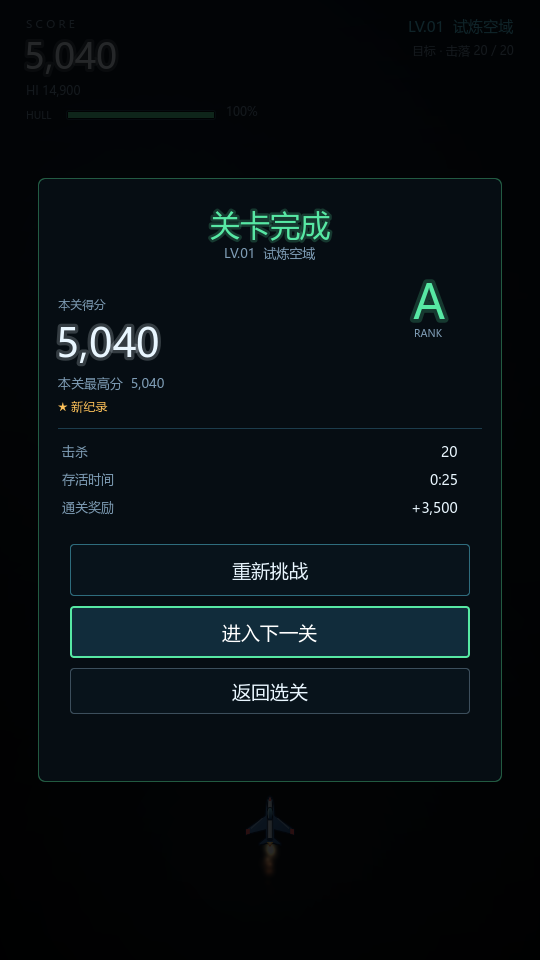 SCORE
LV.01 试炼空域
5,040
目标 · 击落 20 / 20
HI 14,900
HULL
100%
关卡完成
LV.01 试炼空域
本关得分
A
5,040
RANK
本关最高分 5,040
★ 新纪录
击杀 20
存活时间 0:25
通关奖励 +3,500
重新挑战
进入下一关
返回选关